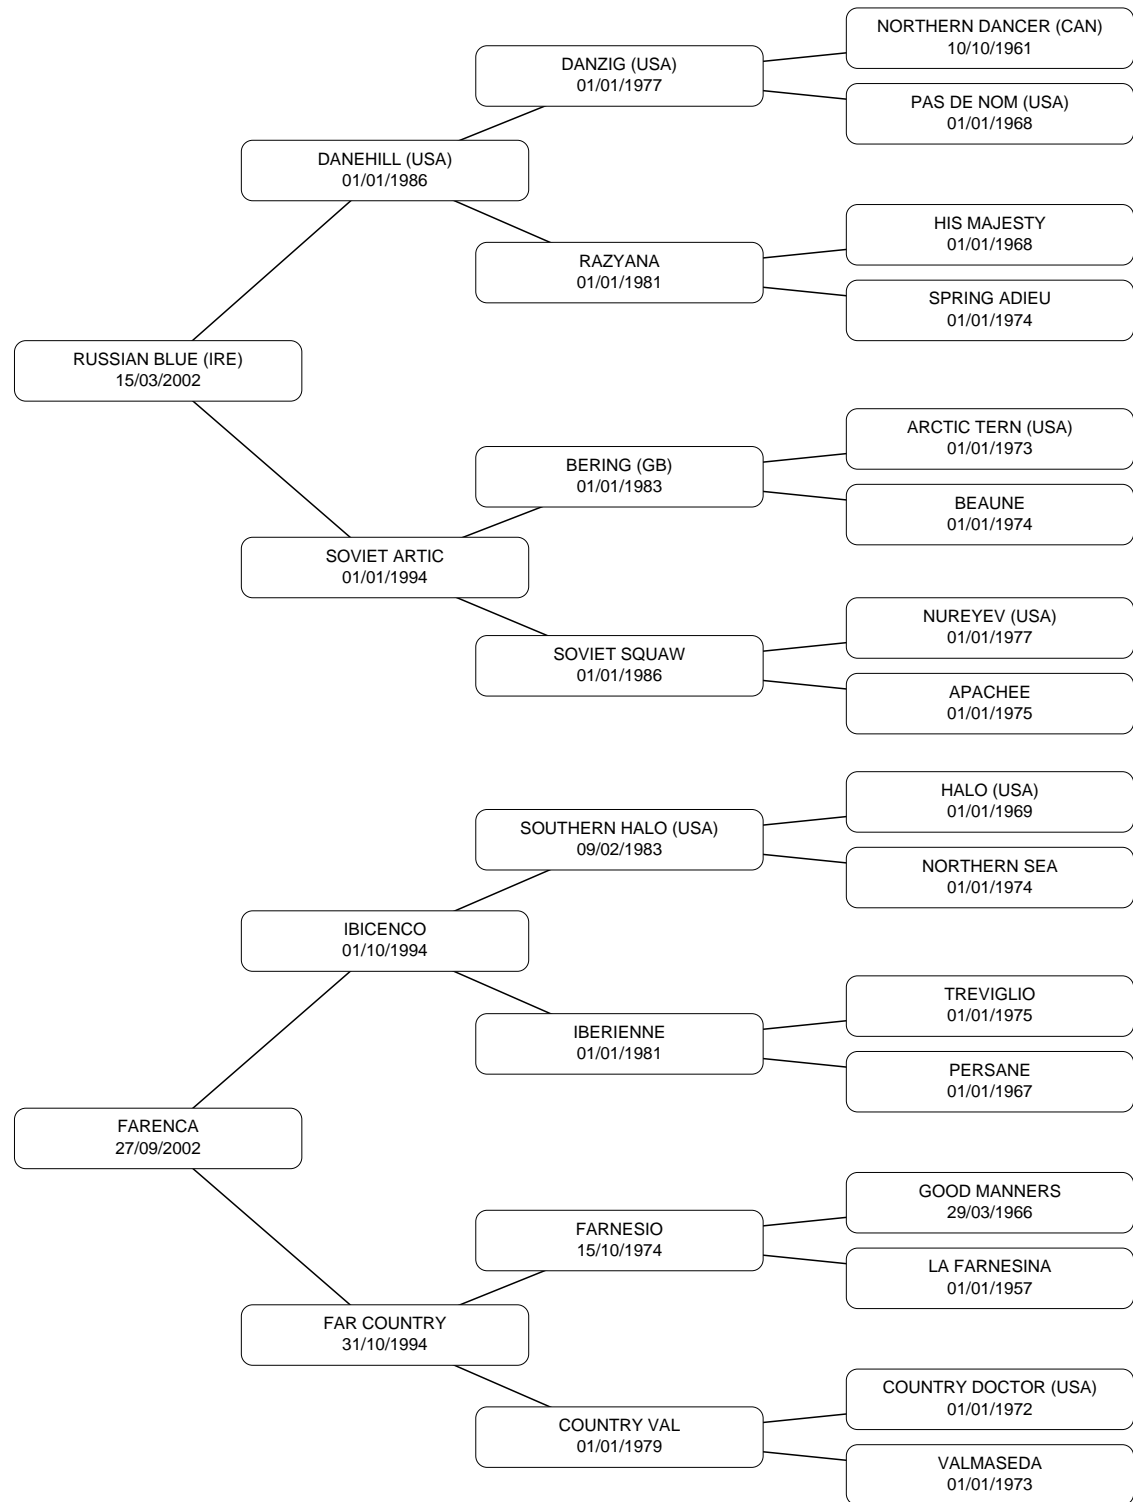 NORTHERN DANCER (CAN)
10/10/1961
DANZIG (USA)
01/01/1977
PAS DE NOM (USA)
01/01/1968
DANEHILL (USA)
01/01/1986
HIS MAJESTY
01/01/1968
RAZYANA
01/01/1981
SPRING ADIEU
01/01/1974
RUSSIAN BLUE (IRE)
15/03/2002
ARCTIC TERN (USA)
01/01/1973
BERING (GB)
01/01/1983
BEAUNE
01/01/1974
SOVIET ARTIC
01/01/1994
NUREYEV (USA)
01/01/1977
SOVIET SQUAW
01/01/1986
APACHEE
01/01/1975
HALO (USA)
01/01/1969
SOUTHERN HALO (USA)
09/02/1983
NORTHERN SEA
01/01/1974
IBICENCO
01/10/1994
TREVIGLIO
01/01/1975
IBERIENNE
01/01/1981
PERSANE
01/01/1967
FARENCA
27/09/2002
GOOD MANNERS
29/03/1966
FARNESIO
15/10/1974
LA FARNESINA
01/01/1957
FAR COUNTRY
31/10/1994
COUNTRY DOCTOR (USA)
01/01/1972
COUNTRY VAL
01/01/1979
VALMASEDA
01/01/1973